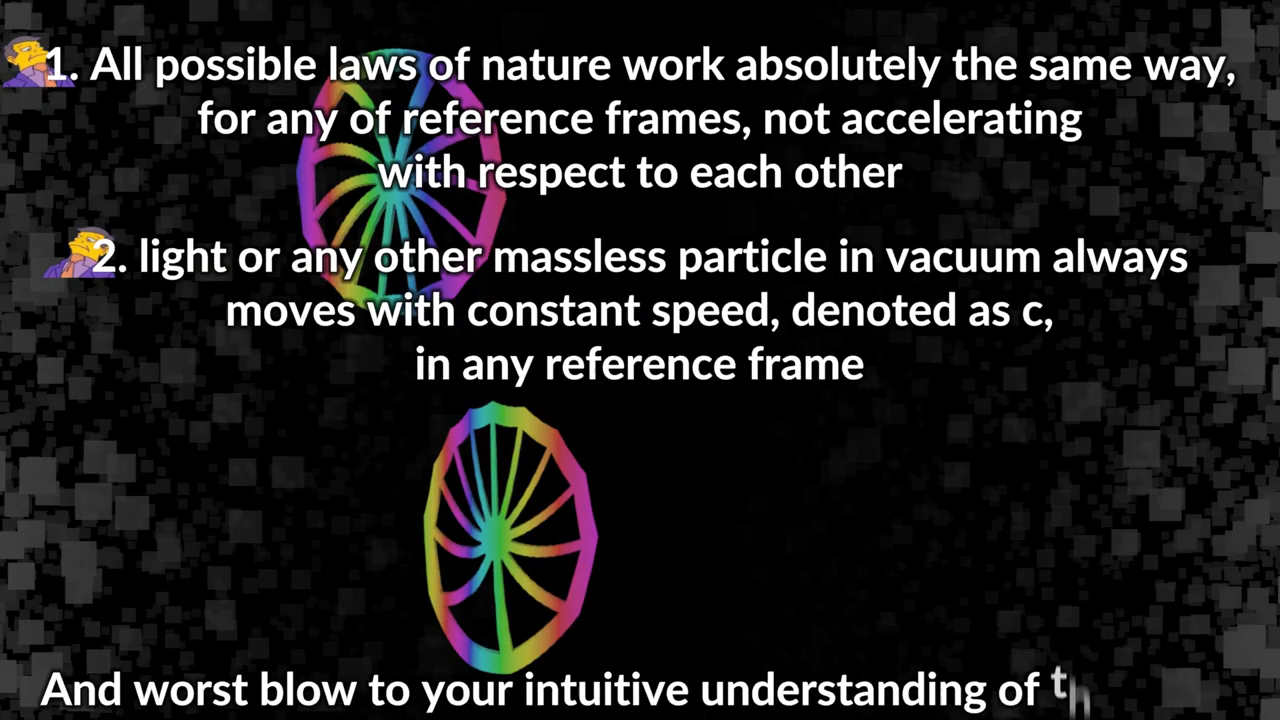 1. All possible laws of nature work absolutely the same way,
for any of reference frames, not accelerating
with respect to each other
2. light or any other massless particle in vacuum always
moves with constant speed, denoted as c,
in any reference frame
And worst blow to your intuitive understanding of